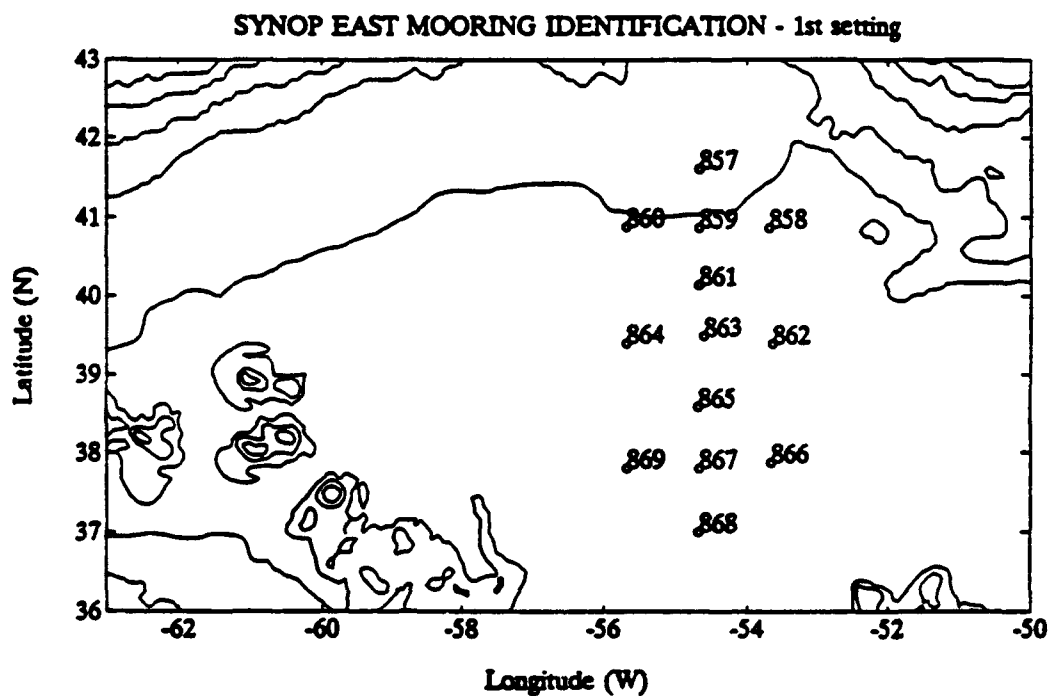 SYNOP EAST MOORING IDENTIFICATION - 1st setting
43
42
41
40
39
38
37
36
Latitude (N)
857
860 859 858
861
864 863 862
865
869 867 866
868
-62 -60 -58 -56 -54 -52 -50
Longitude (W)